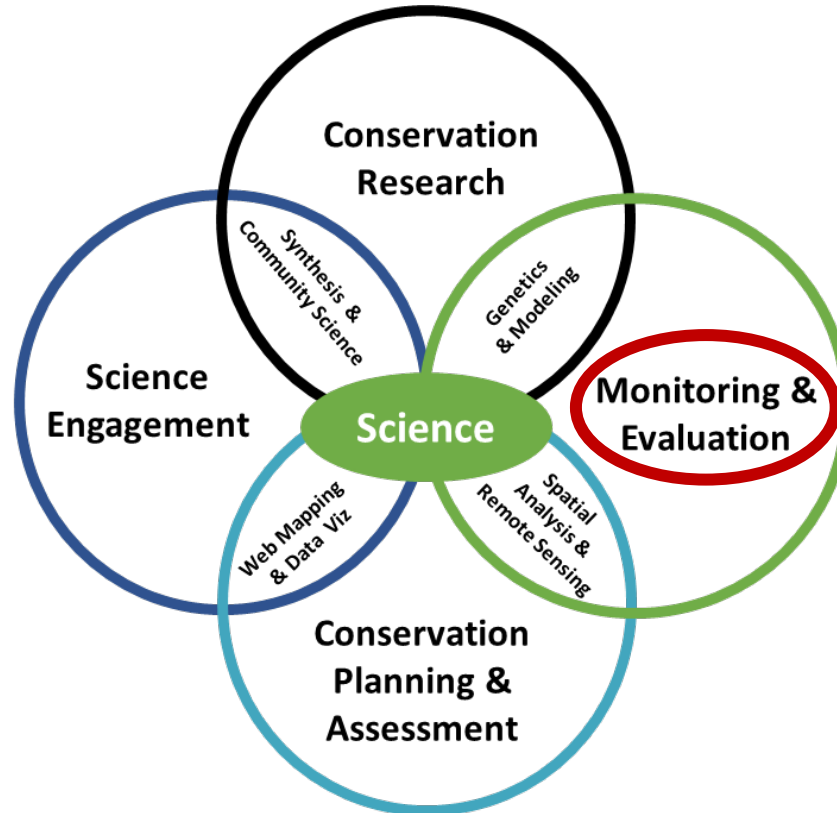 Conservation
Research
Synthesis &
Community Science
Genetics
& Modeling
Science
Engagement
Monitoring &
Evaluation
Science
Web Mapping
& Data Viz
Spatial
Analysis &
Remote Sensing
Conservation
Planning &
Assessment